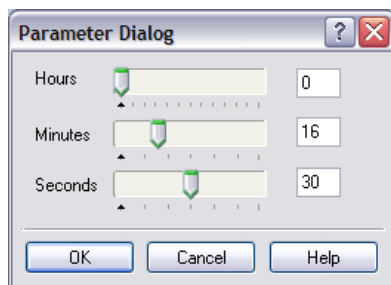 Parameter Dialog
Hours 0
Minutes 16
Seconds 30
OK Cancel Help